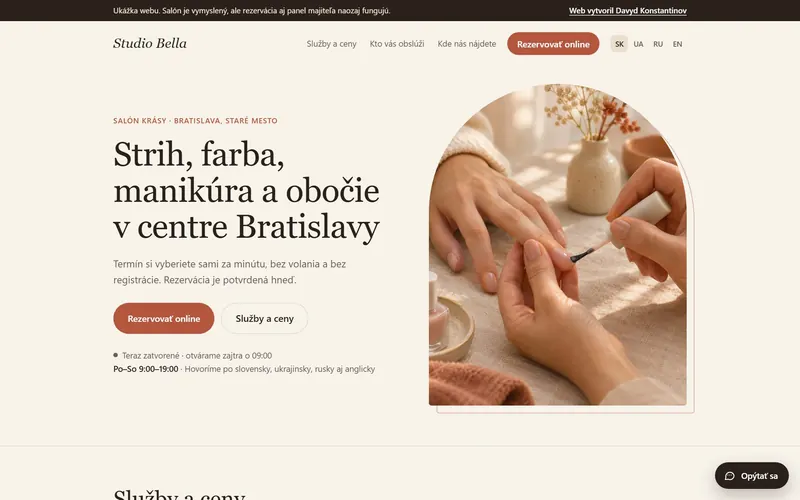 Ukážka webu. Salón je vymyslený, ale rezervácia aj panel majiteľa naozaj fungujú.
Web vytvoril Davyd Konstantinov
Studio Bella
Služby a ceny
Kto vás obslúži
Kde nás nájdete
Rezervovať online
SK
UA
RU
EN
SALÓN KRÁSY · BRATISLAVA, STARÉ MESTO
Strih, farba,
manikúra a obočie
v centre Bratislavy
Termín si vyberiete sami za minútu, bez volania a bez
registrácie. Rezervácia je potvrdená hneď.
Rezervovať online
Služby a ceny
Teraz zatvorené · otvárame zajtra o 09:00
Po–So 9:00–19:00 · Hovoríme po slovensky, ukrajinsky, rusky aj anglicky
Služby a ceny
Opýtať sa